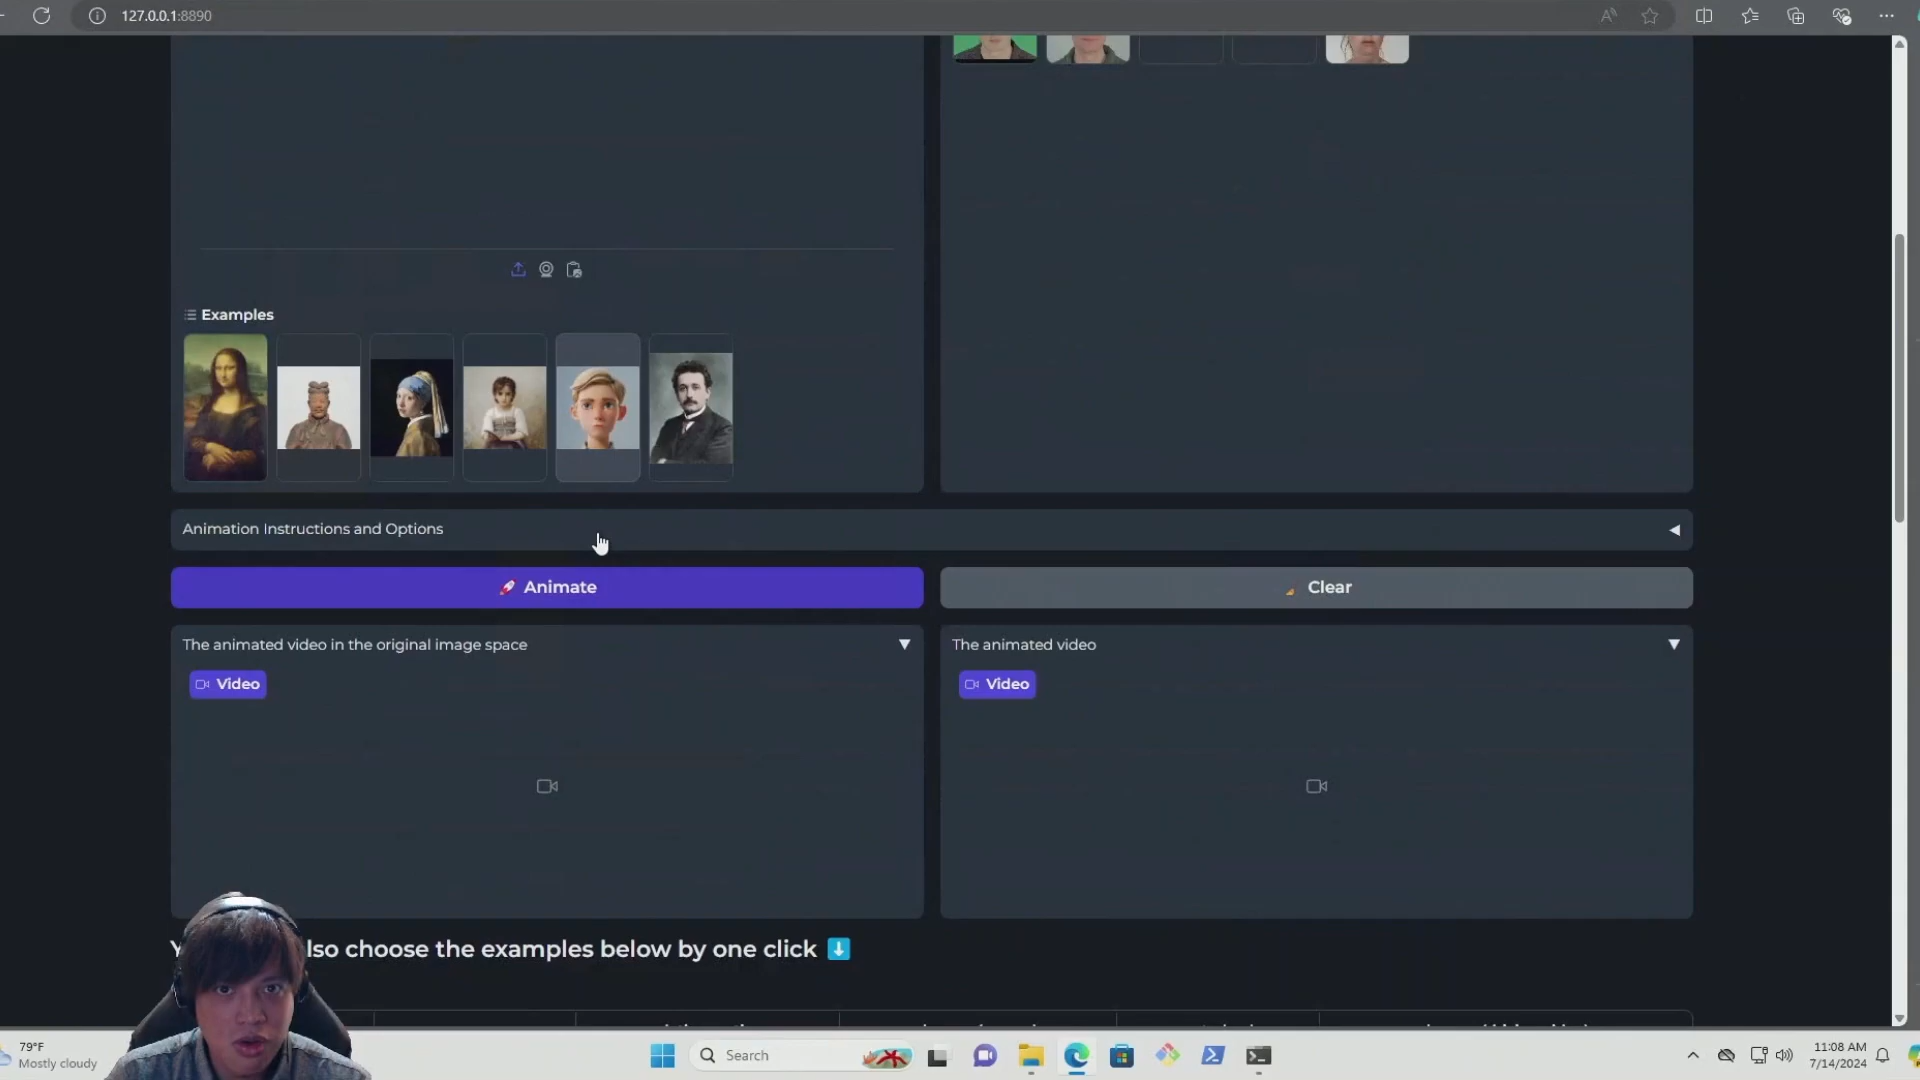 127.0.0.1:8890
Examples
Animation Instructions and Options
🚀 Animate
Clear
The animated video in the original image space
Video
The animated video
Video
lso choose the examples below by one click ⬇️
79°F
Mostly cloudy
Search
11:08 AM
7/14/2024